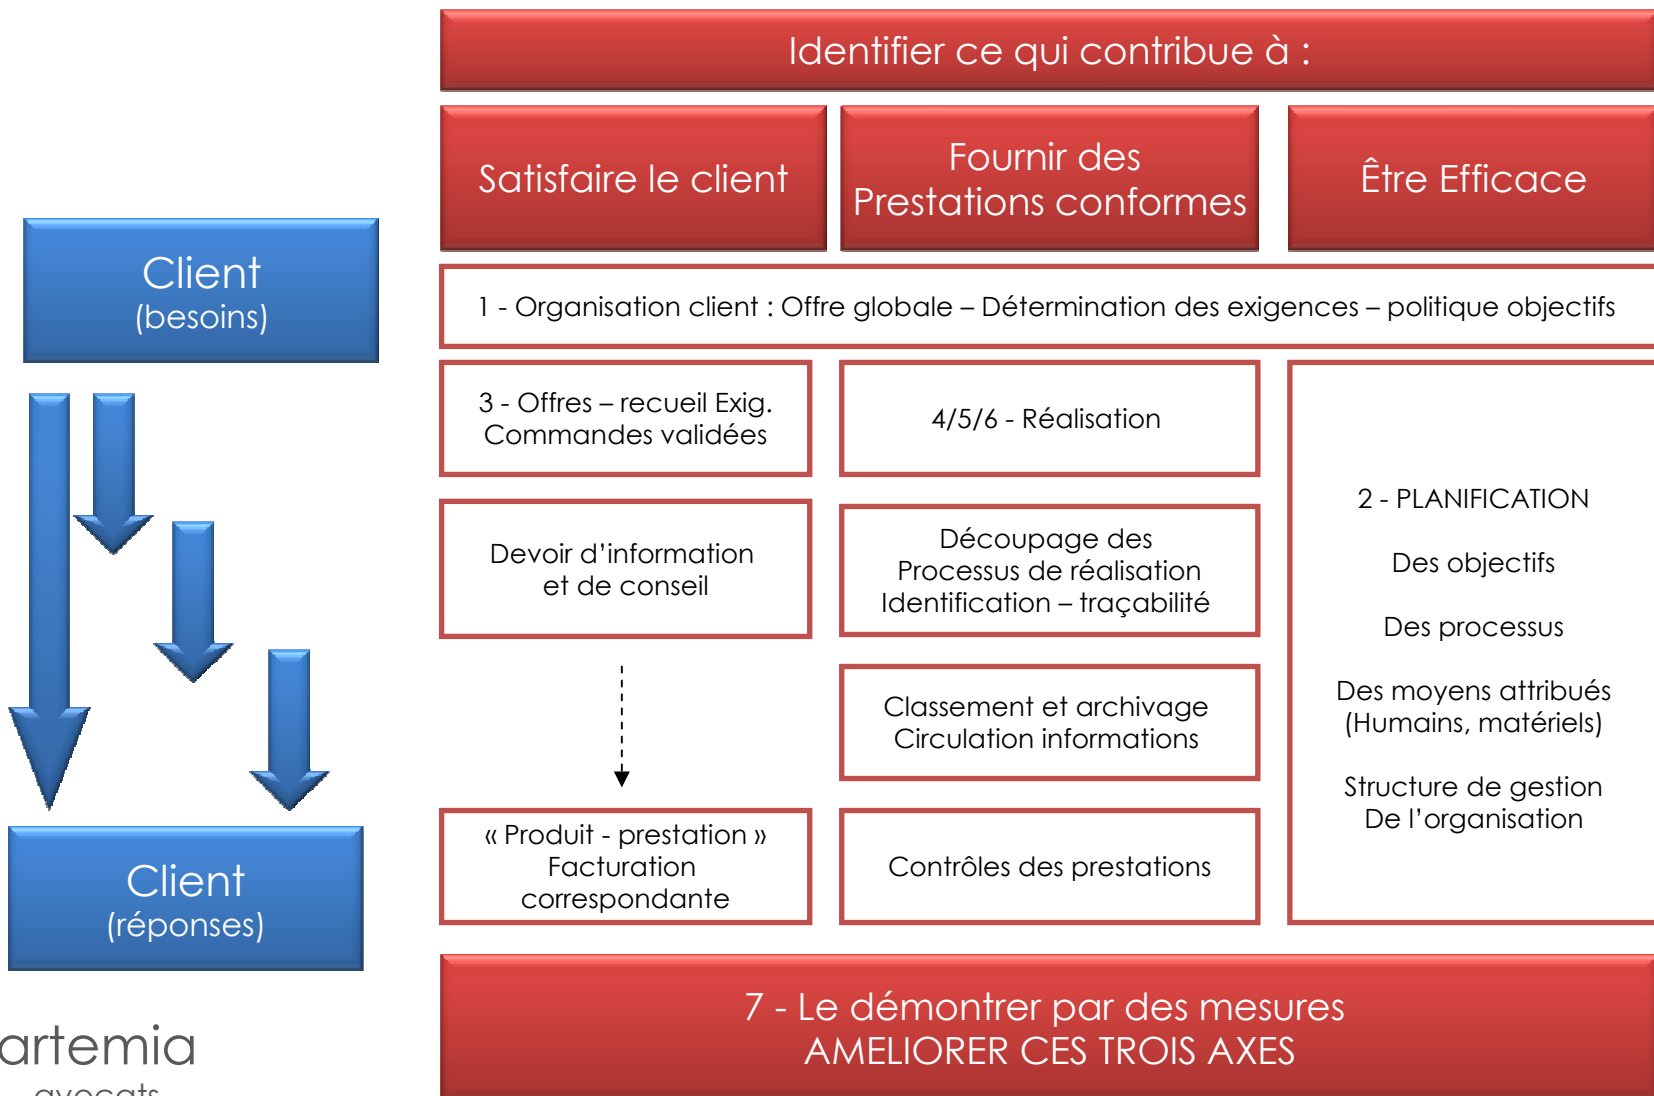 Identifier ce qui contribue à :
Satisfaire le client
Fournir des
Prestations conformes
Être Efficace
Client
(besoins)
1 - Organisation client : Offre globale – Détermination des exigences – politique objectifs
3 - Offres – recueil Exig.
Commandes validées
4/5/6 - Réalisation
2 - PLANIFICATION
Des objectifs
Des processus
Des moyens attribués
(Humains, matériels)
Structure de gestion
De l’organisation
Devoir d’information
et de conseil
Découpage des
Processus de réalisation
Identification – traçabilité
Classement et archivage
Circulation informations
« Produit - prestation »
Facturation
correspondante
Contrôles des prestations
Client
(réponses)
7 - Le démontrer par des mesures
AMELIORER CES TROIS AXES
artemia
avocats